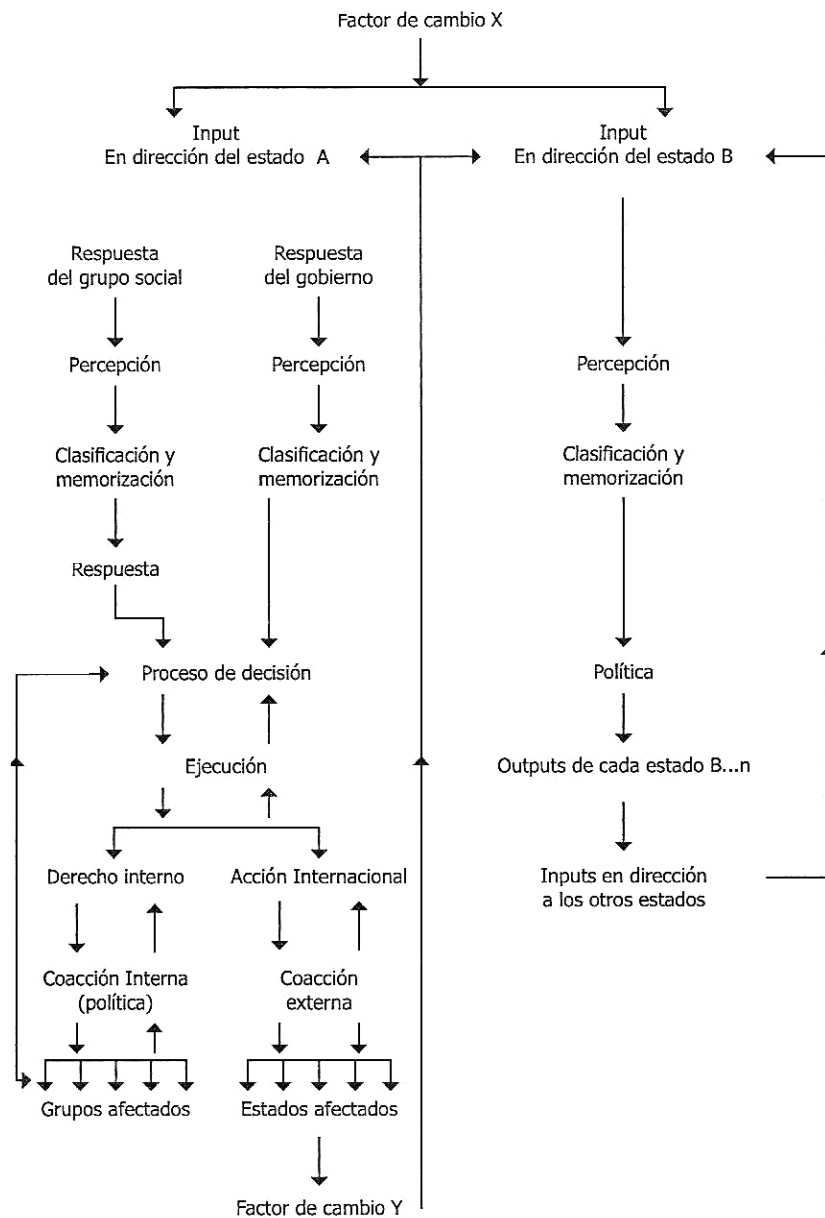 Factor de cambio X
Input
En dirección del estado A
Input
En dirección del estado B
Respuesta
del grupo social
Respuesta
del gobierno
Percepción
Percepción
Percepción
Clasificación y
memorización
Clasificación y
memorización
Clasificación y
memorización
Respuesta
Proceso de decisión
Política
Ejecución
Outputs de cada estado B...n
Derecho interno
Acción Internacional
Inputs en dirección
a los otros estados
Coacción Interna
(política)
Coacción
externa
Grupos afectados
Estados afectados
Factor de cambio Y